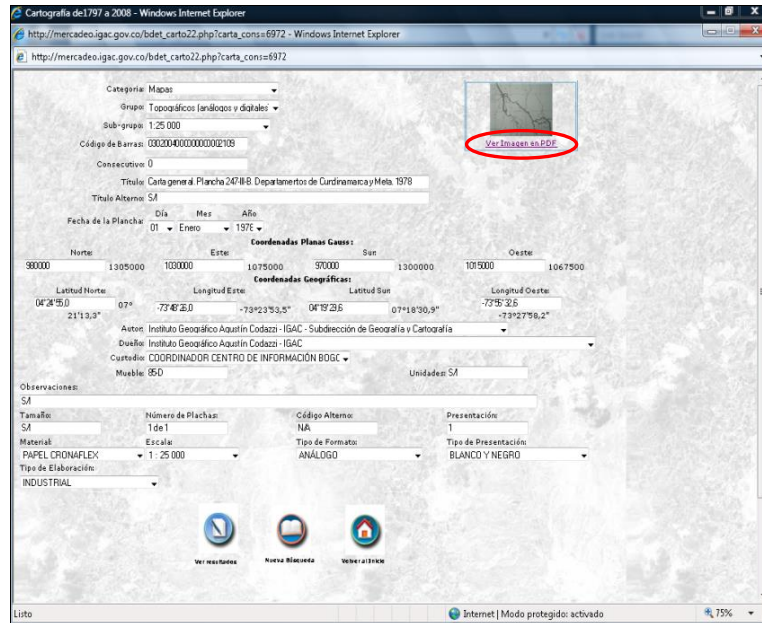 Cartografía de1797 a 2008 - Windows Internet Explorer
http://mercadeo.igac.gov.co/bdet_carto22.php?carta_cons=6972 - Windows Internet Explorer
http://mercadeo.igac.gov.co/bdet_carto22.php?carta_cons=6972
Categoria: Mapas
Grupo: Topográficos (análogos y digitales
Sub-grupo: 1:25 000
Ver Imagen en PDF
Código de Barras:
Consecutivo: 0
Título: Carta general. Plancha 247-III-B. Departamentos de Cundinamarca y Meta. 1978
Título Alterno: S/I
Día Mes Año
Fecha de la Plancha: 01 Enero 1978
Coordenadas Planas Gauss:
Norte: Este: Sur: Oeste:
980000 1305000 1030000 1075000 970000 1300000 1015000 1067500
Coordenadas Geográficas:
Latitud Norte: Longitud Este: Latitud Sur: Longitud Oeste:
04°24'55,0 07° 21'13,3" -73°48'26,0 -73°23'53,5" 04°19'29,6 07°18'30,9" -73°56'32,6 -73°27'58,2"
Autor: Instituto Geográfico Agustín Codazzi - IGAC - Subdirección de Geografía y Cartografía
Dueño: Instituto Geográfico Agustín Codazzi - IGAC
Custodio: COORDINADOR CENTRO DE INFORMACIÓN BOGC
Mueble: 85-D Unidades: S/I
Observaciones:
S/I
Tamaño: Número de Plachas: Código Alterno: Presentación:
S/I 1 de 1 N/A 1
Material: Escala: Tipo de Formato: Tipo de Presentación:
PAPEL CRONAFLEX 1 : 25 000 ANÁLOGO BLANCO Y NEGRO
Tipo de Elaboración:
INDUSTRIAL
Ver resultados Nueva Búsqueda Volver al Inicio
Listo Internet | Modo protegido: activado 75%